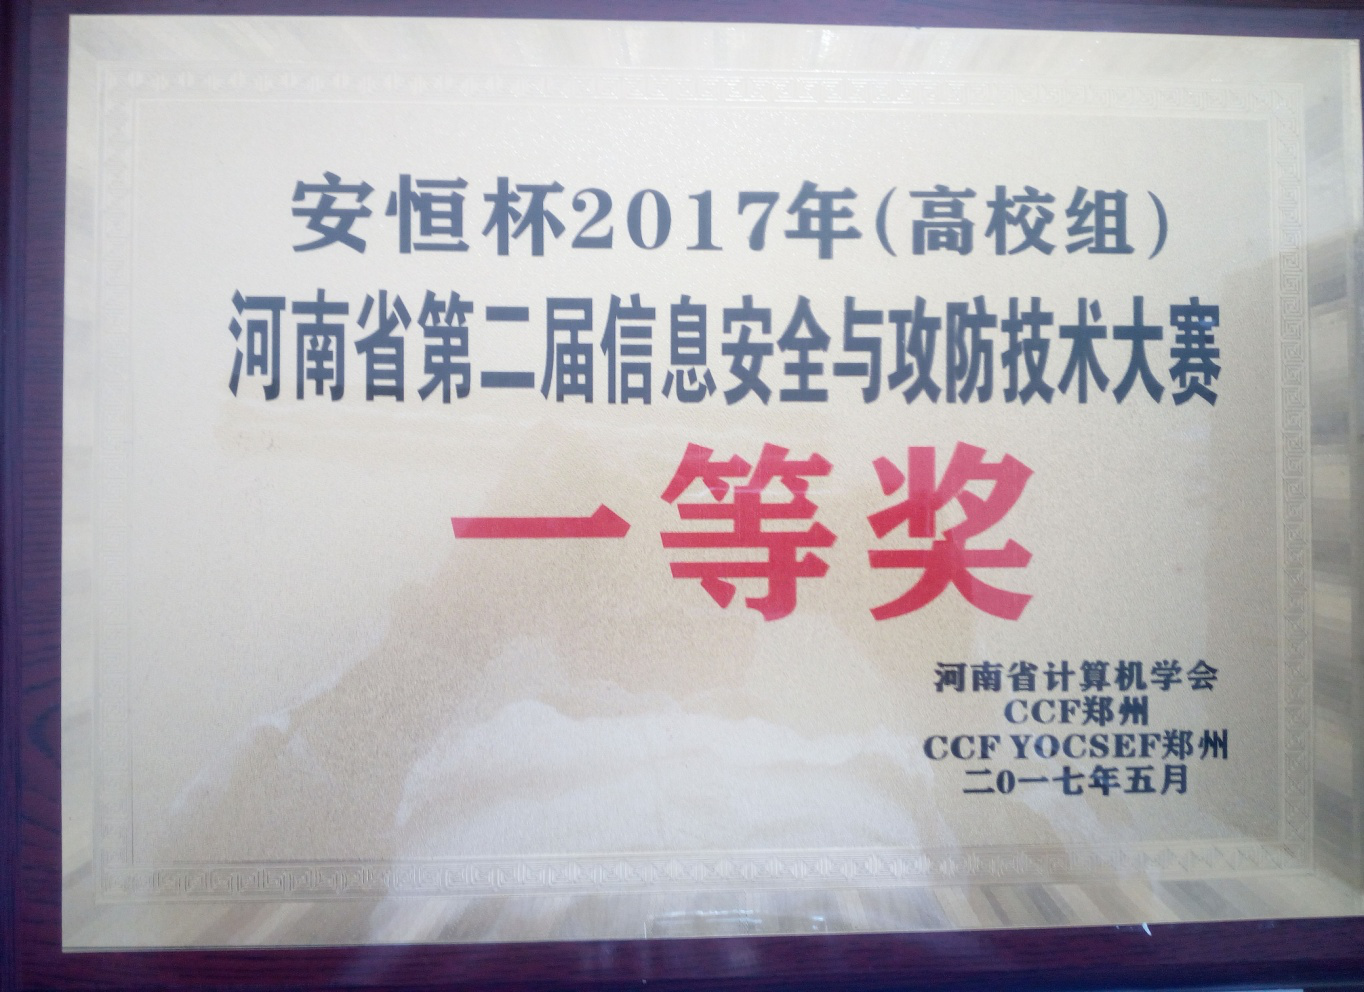 安恒杯2017年(高校组)
河南省第二届信息安全与攻防技术大赛
一等奖
河南省计算机学会
CCF郑州
CCF YOCSEF郑州
二0一七年五月